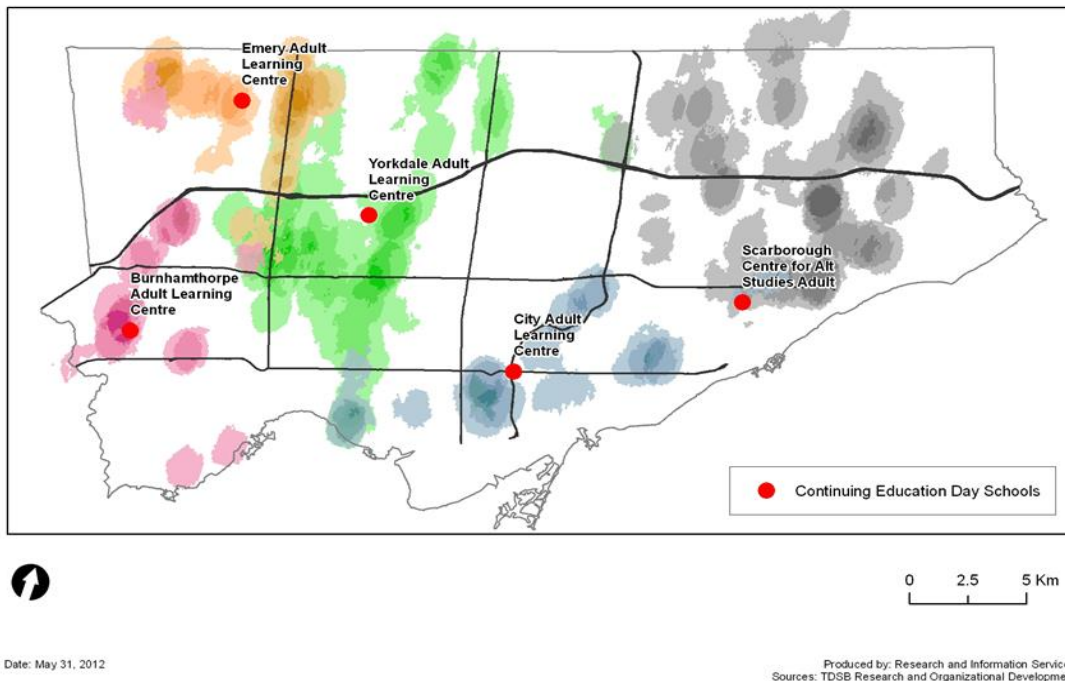 Emery Adult
Learning
Centre
Yorkdale Adult
Learning
Centre
Burnhamthorpe
Adult Learning
Centre
Scarborough
Centre for Alt
Studies Adult
City Adult
Learning
Centre
Continuing Education Day Schools
0 2.5 5 Km
Date: May 31, 2012
Produced by: Research and Information Service
Sources: TDSB Research and Organizational Developme